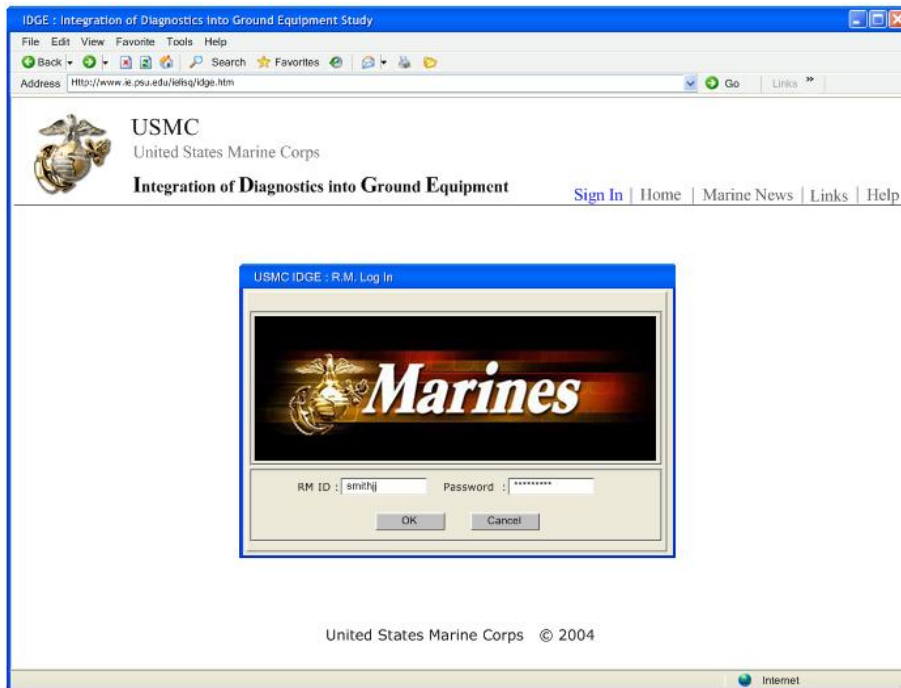 IDGE : Integration of Diagnostics into Ground Equipment Study
File Edit View Favorite Tools Help
Back Search Favorites
Address Http://www.ie.psu.edu/ielisq/idge.htm Go Links »
USMC
United States Marine Corps
Integration of Diagnostics into Ground Equipment
Sign In | Home | Marine News | Links | Help
USMC IDGE : R.M. Log In
Marines
RM ID : smithjj Password : *********
OK Cancel
United States Marine Corps © 2004
Internet